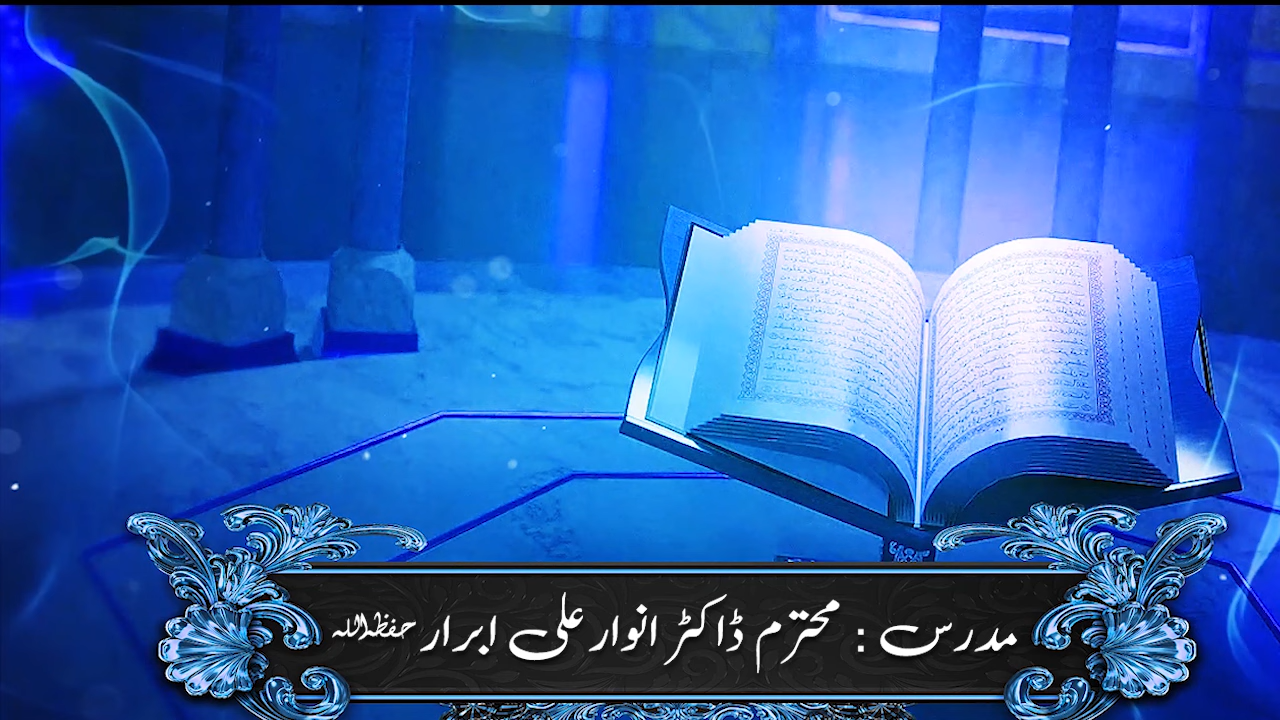 مدرس : محترم ڈاکٹر انوار علی ابرار حفظہ اللہ